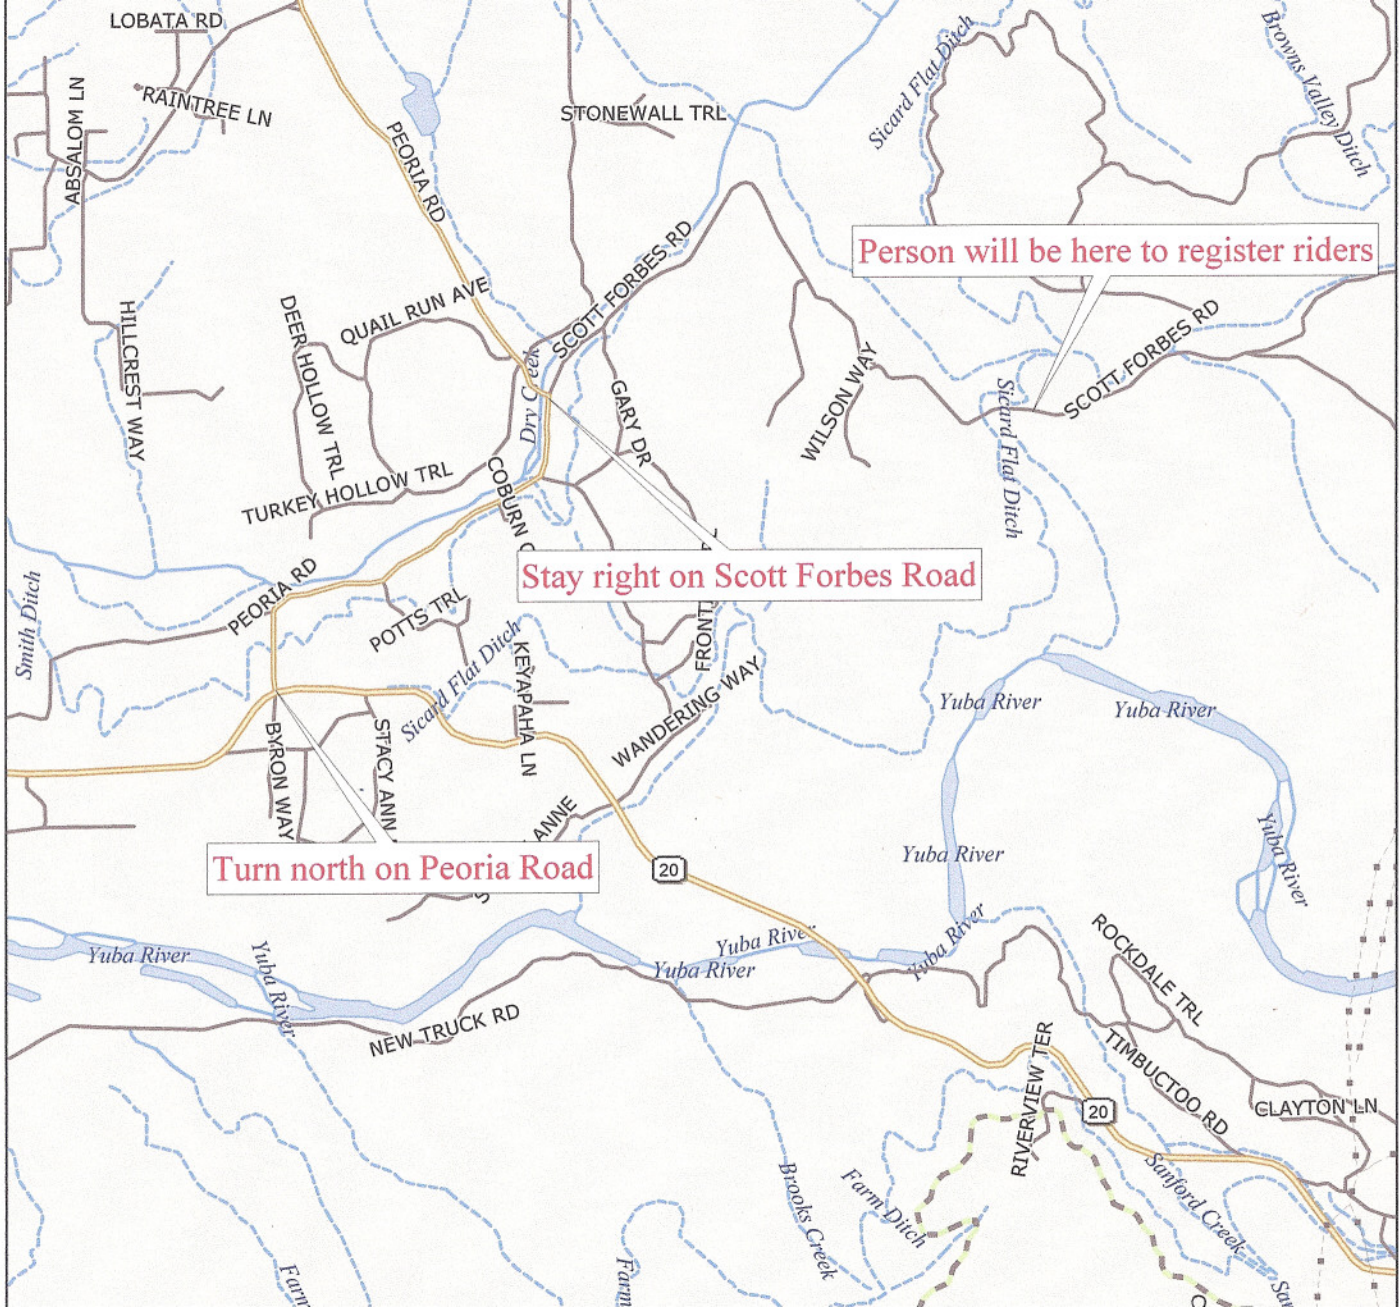 LOBATA RD
RAINTREE LN
ABSALOM LN
PEORIA RD
STONEWALL TRL
Sicard Flat Ditch
Browns Valley Ditch
Person will be here to register riders
SCOTT FORBES RD
QUAIL RUN AVE
DEER HOLLOW TRL
HILLCREST WAY
SCOTT FORBES RD
WILSON WAY
GARY DR
Sicard Flat Ditch
TURKEY HOLLOW TRL
COBURN
Stay right on Scott Forbes Road
PEORIA RD
Smith Ditch
POTTS TRL
Sicard Flat Ditch
KEYAPAHA LN
WANDERING WAY
Yuba River
Yuba River
BYRON WAY
STACY ANN
ANNE
Turn north on Peoria Road
20
Yuba River
Yuba River
Yuba River
Yuba River
Yuba River
Yuba River
Yuba River
NEW TRUCK RD
ROCKDALE TRL
TIMBUCTOO RD
RIVERVIEW TER
20
CLAYTON LN
Brooks Creek
Farm Ditch
Sanford Creek
Farm
Farm